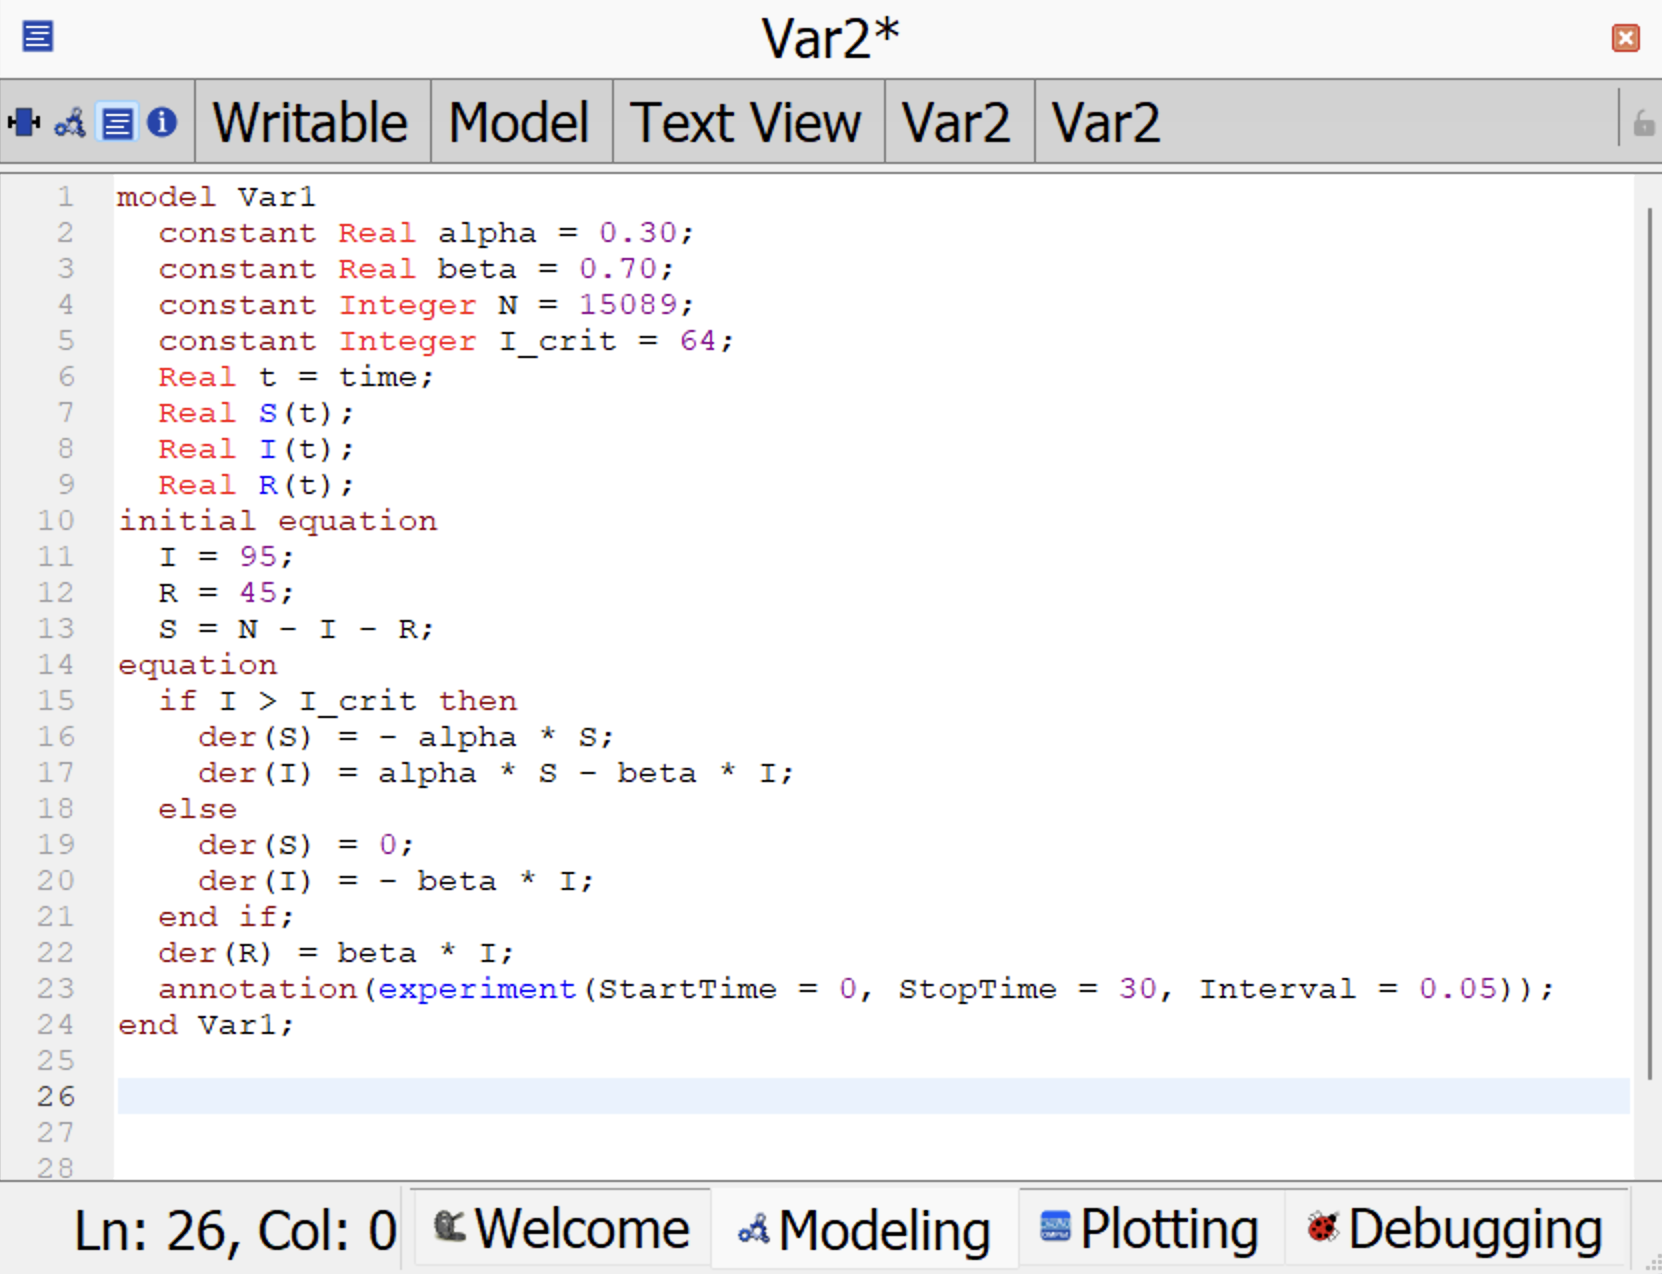 Var2*
Writable Model Text View Var2 Var2
1 model Var1
2   constant Real alpha = 0.30;
3   constant Real beta = 0.70;
4   constant Integer N = 15089;
5   constant Integer I_crit = 64;
6   Real t = time;
7   Real S(t);
8   Real I(t);
9   Real R(t);
10 initial equation
11   I = 95;
12   R = 45;
13   S = N - I - R;
14 equation
15   if I > I_crit then
16     der(S) = - alpha * S;
17     der(I) = alpha * S - beta * I;
18   else
19     der(S) = 0;
20     der(I) = - beta * I;
21   end if;
22   der(R) = beta * I;
23   annotation(experiment(StartTime = 0, StopTime = 30, Interval = 0.05));
24 end Var1;
25
26
27
28
Ln: 26, Col: 0 Welcome Modeling Plotting Debugging